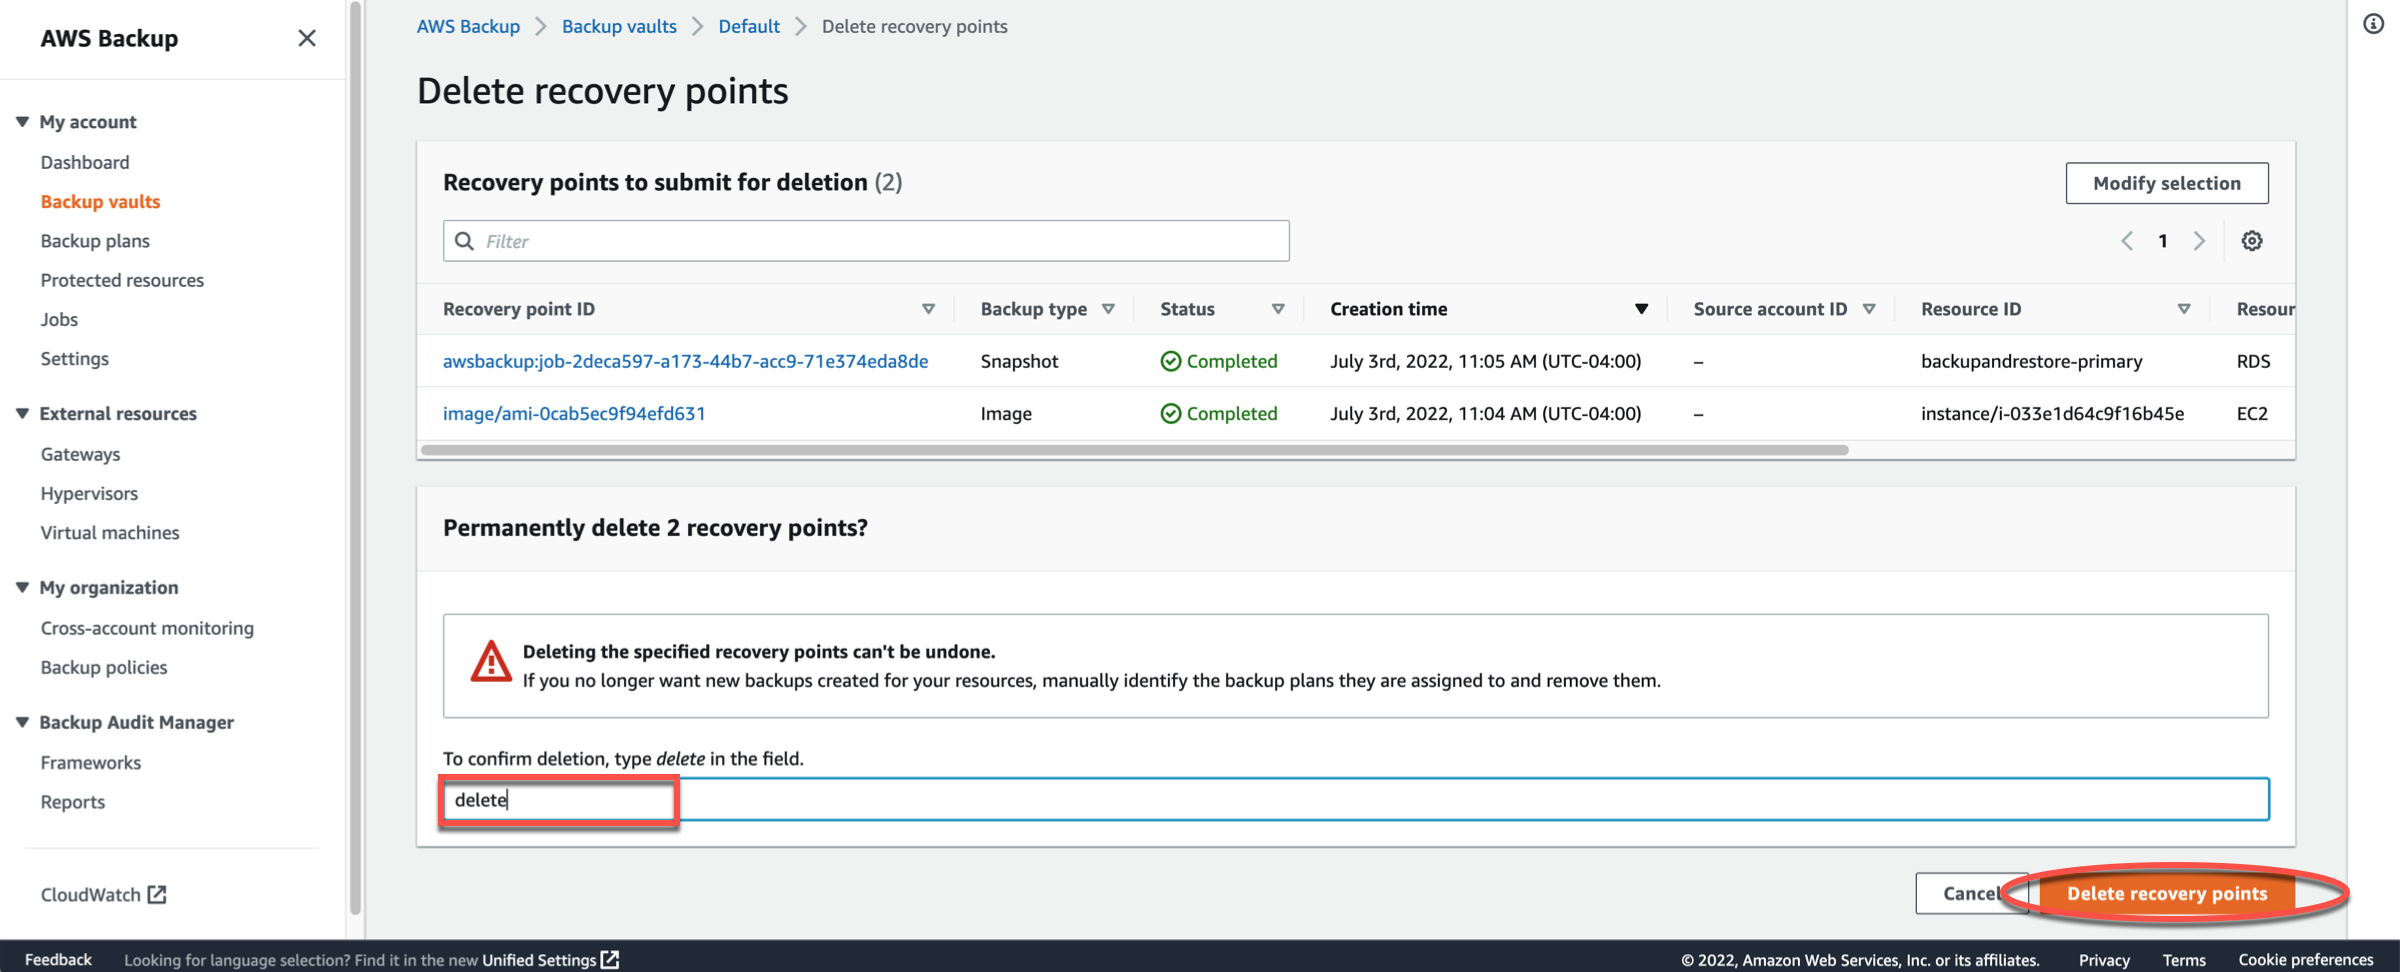 AWS Backup
My account
Dashboard
Backup vaults
Backup plans
Protected resources
Jobs
Settings
External resources
Gateways
Hypervisors
Virtual machines
My organization
Cross-account monitoring
Backup policies
Backup Audit Manager
Frameworks
Reports
CloudWatch
AWS Backup > Backup vaults > Default > Delete recovery points
Delete recovery points
Recovery points to submit for deletion (2)
Modify selection
Filter
1
Recovery point ID Backup type Status Creation time Source account ID Resource ID Resour
awsbackup:job-2deca597-a173-44b7-acc9-71e374eda8de Snapshot Completed July 3rd, 2022, 11:05 AM (UTC-04:00) – backupandrestore-primary RDS
image/ami-0cab5ec9f94efd631 Image Completed July 3rd, 2022, 11:04 AM (UTC-04:00) – instance/i-033e1d64c9f16b45e EC2
Permanently delete 2 recovery points?
Deleting the specified recovery points can't be undone.
If you no longer want new backups created for your resources, manually identify the backup plans they are assigned to and remove them.
To confirm deletion, type delete in the field.
delete
Cancel Delete recovery points
Feedback Looking for language selection? Find it in the new Unified Settings © 2022, Amazon Web Services, Inc. or its affiliates. Privacy Terms Cookie preferences